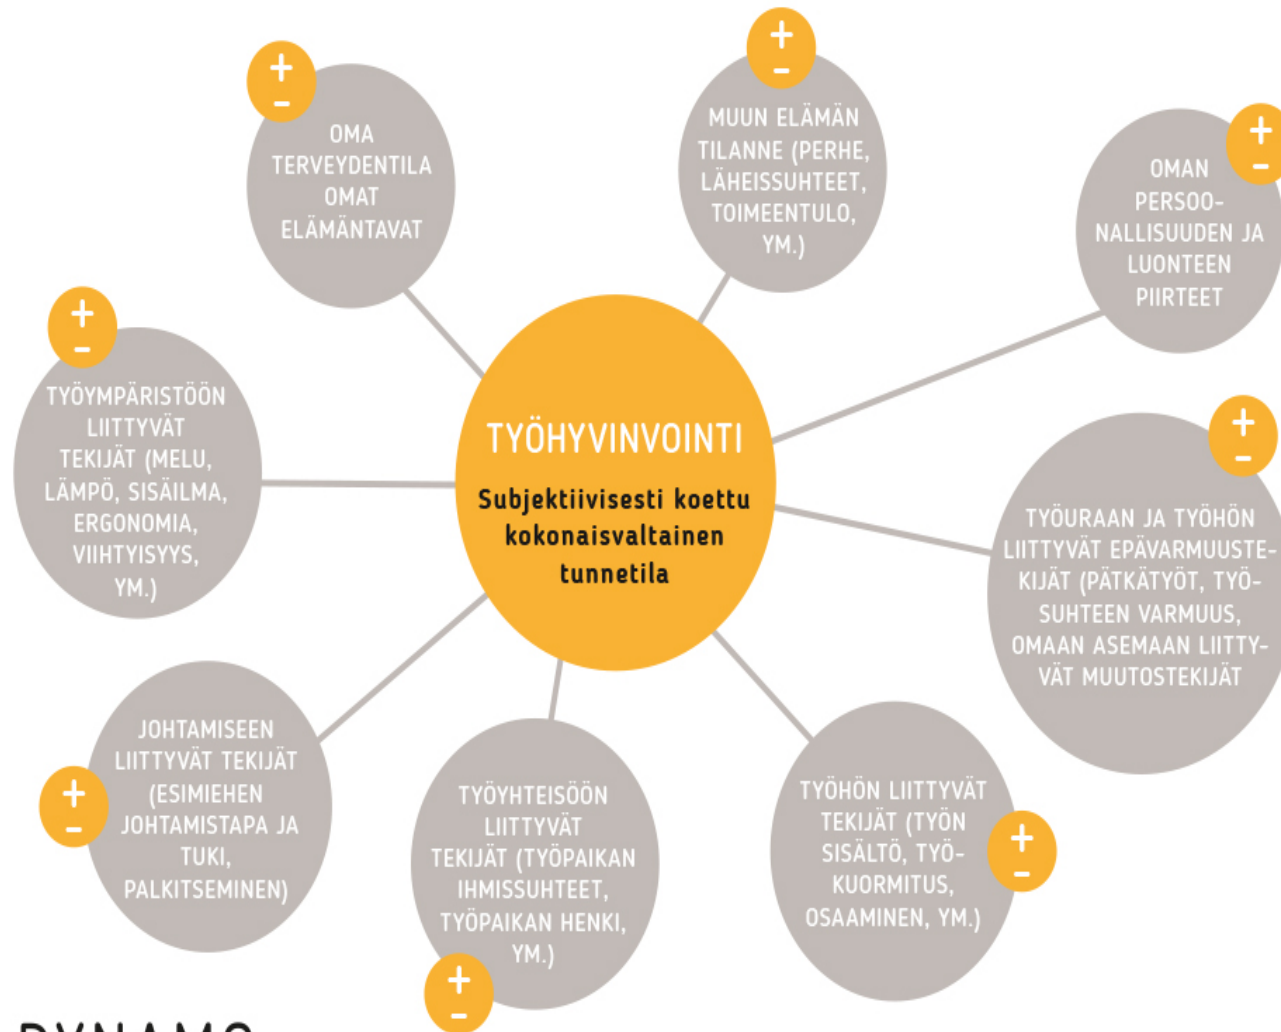 +
-
OMA
TERVEYDENTILA
OMAT
ELÄMÄNTAVAT
+
-
MUUN ELÄMÄN
TILANNE (PERHE,
LÄHEISSUHTEET,
TOIMEENTULO,
YM.)
+
-
OMAN
PERSOO-
NALLISUUDEN JA
LUONTEEN
PIIRTEET
+
-
TYÖYMPÄRISTÖÖN
LIITTYVÄT
TEKIJÄT (MELU,
LÄMPÖ, SISÄILMA,
ERGONOMIA,
VIIHTYISYYS,
YM.)
TYÖHYVINVOINTI
Subjektiivisesti koettu
kokonaisvaltainen
tunnetila
+
-
TYÖURAAN JA TYÖHÖN
LIITTYVÄT EPÄVARMUUSTE-
KIJÄT (PÄTKÄTYÖT, TYÖ-
SUHTEEN VARMUUS,
OMAAN ASEMAAN LIITTY-
VÄT MUUTOSTEKIJÄT
+
-
JOHTAMISEEN
LIITTYVÄT TEKIJÄT
(ESIMIEHEN
JOHTAMISTAPA JA
TUKI,
PALKITSEMINEN)
TYÖYHTEISÖÖN
LIITTYVÄT
TEKIJÄT (TYÖPAIKAN
IHMISSUHTEET,
TYÖPAIKAN HENKI,
YM.)
+
-
TYÖHÖN LIITTYVÄT
TEKIJÄT (TYÖN
SISÄLTÖ, TYÖ-
KUORMITUS,
OSAAMINEN, YM.)
+
-
DYNAMO